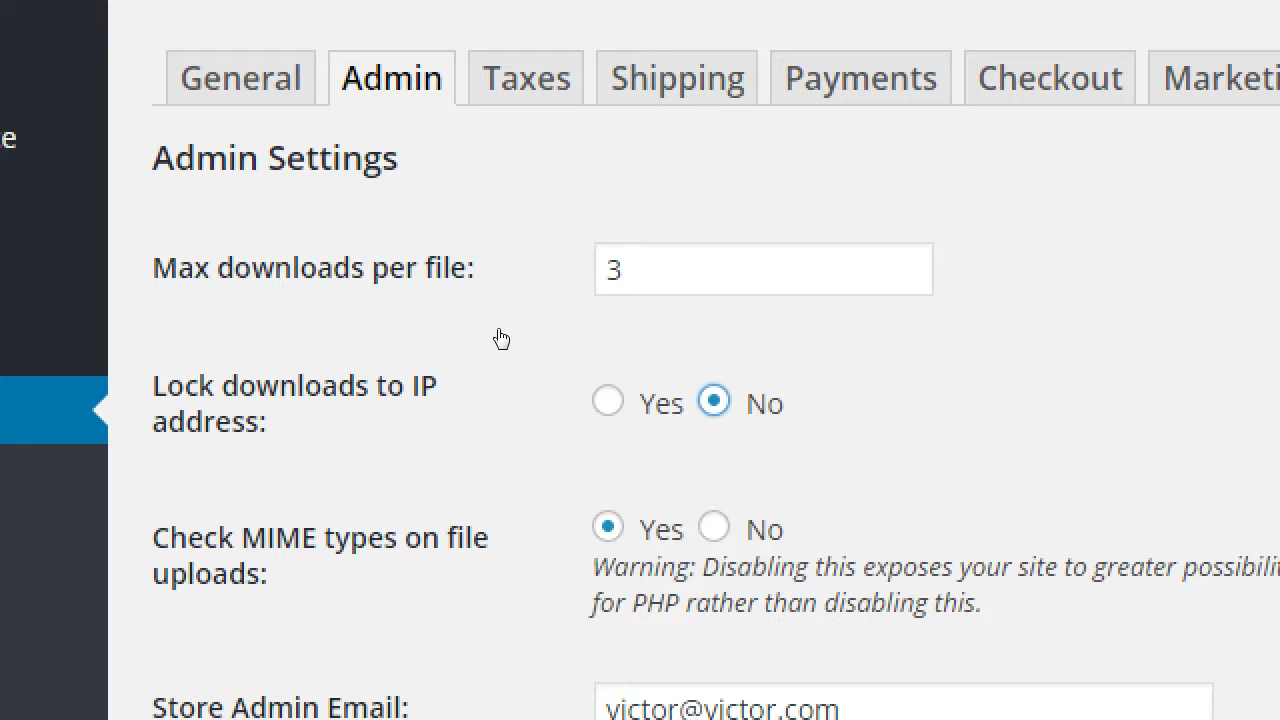 General Admin Taxes Shipping Payments Checkout Marketi
e
Admin Settings
Max downloads per file: 3
Lock downloads to IP
address:
Yes No
Check MIME types on file
uploads:
Yes No
Warning: Disabling this exposes your site to greater possibilit
for PHP rather than disabling this.
Store Admin Email: victor@victor.com